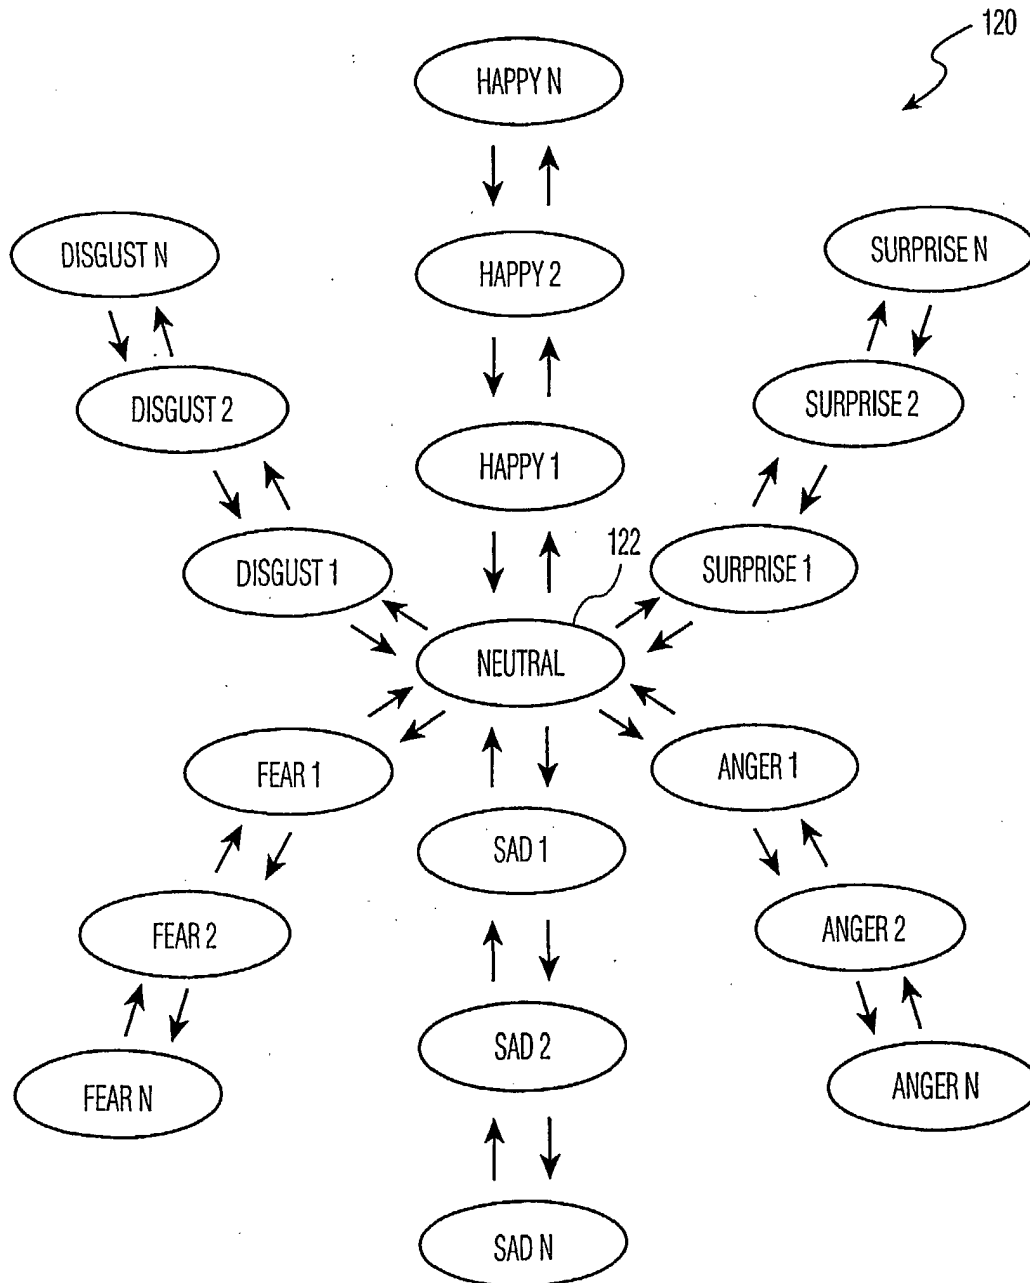 120
HAPPY N
DISGUST N
SURPRISE N
HAPPY 2
DISGUST 2
SURPRISE 2
HAPPY 1
122
DISGUST 1
SURPRISE 1
NEUTRAL
FEAR 1
ANGER 1
SAD 1
FEAR 2
ANGER 2
SAD 2
FEAR N
ANGER N
SAD N